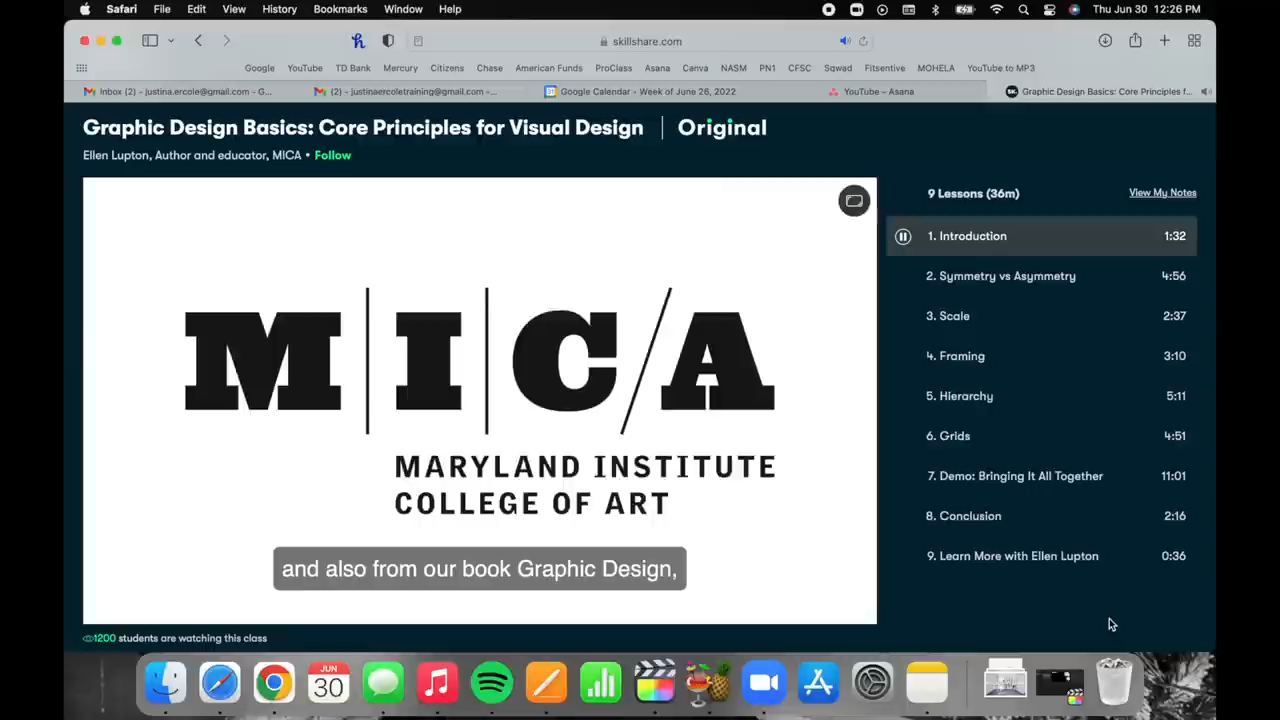 Safari File Edit View History Bookmarks Window Help Thu Jun 30 12:26 PM
skillshare.com
Google YouTube TD Bank Mercury Citizens Chase American Funds ProClass Asana Canva NASM PN1 CFSC Sqwad Fitsentive MOHELA YouTube to MP3
Inbox (2) – justina.ercole@gmail.com – G... (2) – justinaercoletraining@gmail.com –... Google Calendar – Week of June 26, 2022 YouTube – Asana Graphic Design Basics: Core Principles f...
Graphic Design Basics: Core Principles for Visual Design | Original
Ellen Lupton, Author and educator, MICA • Follow
9 Lessons (36m) View My Notes
1. Introduction 1:32
2. Symmetry vs Asymmetry 4:56
3. Scale 2:37
4. Framing 3:10
5. Hierarchy 5:11
6. Grids 4:51
7. Demo: Bringing It All Together 11:01
8. Conclusion 2:16
9. Learn More with Ellen Lupton 0:36
M|I|C/A
MARYLAND INSTITUTE
COLLEGE OF ART
and also from our book Graphic Design,
1200 students are watching this class
JUN
30